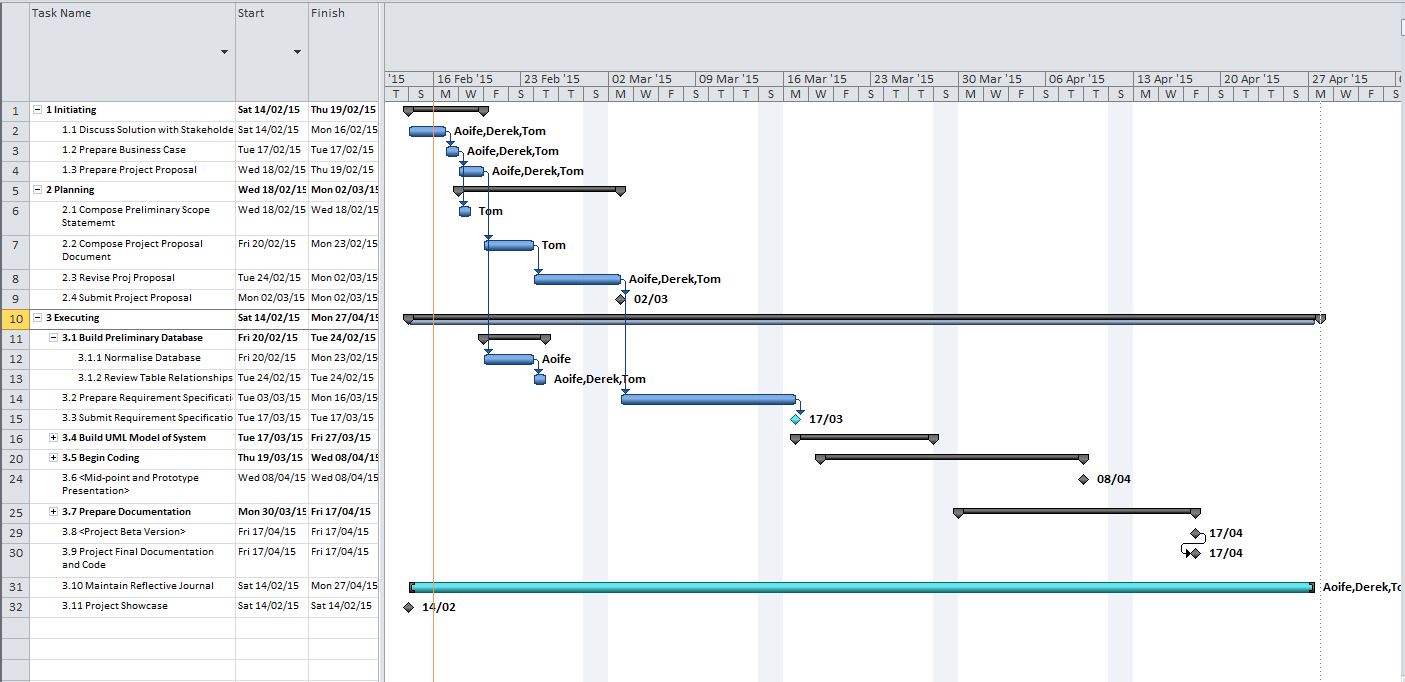 Task Name Start Finish
'15 16 Feb '15 23 Feb '15 02 Mar '15 09 Mar '15 16 Mar '15 23 Mar '15 30 Mar '15 06 Apr '15 13 Apr '15 20 Apr '15 27 Apr '15
T S M W F S T T S M W F S T T S M W F S T T S M W F S T T S M W F S T T S M W F S
1 1 Initiating Sat 14/02/15 Thu 19/02/15
2 1.1 Discuss Solution with Stakeholde Sat 14/02/15 Mon 16/02/15 Aoife,Derek,Tom
3 1.2 Prepare Business Case Tue 17/02/15 Tue 17/02/15 Aoife,Derek,Tom
4 1.3 Prepare Project Proposal Wed 18/02/15 Thu 19/02/15 Aoife,Derek,Tom
5 2 Planning Wed 18/02/15 Mon 02/03/15
6 2.1 Compose Preliminary Scope Wed 18/02/15 Wed 18/02/15 Tom
Statememt
7 2.2 Compose Project Proposal Fri 20/02/15 Mon 23/02/15 Tom
Document
8 2.3 Revise Proj Proposal Tue 24/02/15 Mon 02/03/15 Aoife,Derek,Tom
9 2.4 Submit Project Proposal Mon 02/03/15 Mon 02/03/15 02/03
10 3 Executing Sat 14/02/15 Mon 27/04/15
11 3.1 Build Preliminary Database Fri 20/02/15 Tue 24/02/15
12 3.1.1 Normalise Database Fri 20/02/15 Mon 23/02/15 Aoife
13 3.1.2 Review Table Relationships Tue 24/02/15 Tue 24/02/15 Aoife,Derek,Tom
14 3.2 Prepare Requirement Specificati Tue 03/03/15 Mon 16/03/15
15 3.3 Submit Requirement Specificatio Tue 17/03/15 Tue 17/03/15 17/03
16 3.4 Build UML Model of System Tue 17/03/15 Fri 27/03/15
20 3.5 Begin Coding Thu 19/03/15 Wed 08/04/15
24 3.6 <Mid-point and Prototype Wed 08/04/15 Wed 08/04/15 08/04
Presentation>
25 3.7 Prepare Documentation Mon 30/03/15 Fri 17/04/15
29 3.8 <Project Beta Version> Fri 17/04/15 Fri 17/04/15 17/04
30 3.9 Project Final Documentation Fri 17/04/15 Fri 17/04/15 17/04
and Code
31 3.10 Maintain Reflective Journal Sat 14/02/15 Mon 27/04/15 Aoife,Derek,To
32 3.11 Project Showcase Sat 14/02/15 Sat 14/02/15 14/02